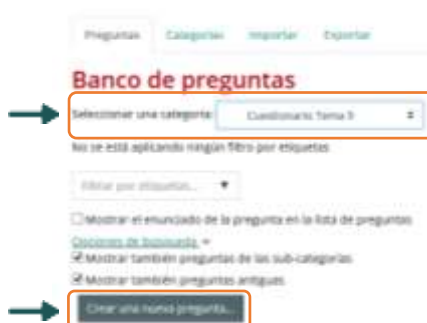 Preguntas Categorías Importar Exportar
Banco de preguntas
Seleccionar una categoría: Cuestionario Tema 9
No se está aplicando ningún filtro por etiquetas
Filtrar por etiquetas... ▼
Mostrar el enunciado de la pregunta en la lista de preguntas
Opciones de búsqueda
Mostrar también preguntas de las sub-categorías
Mostrar también preguntas antiguas
Crear una nueva pregunta...